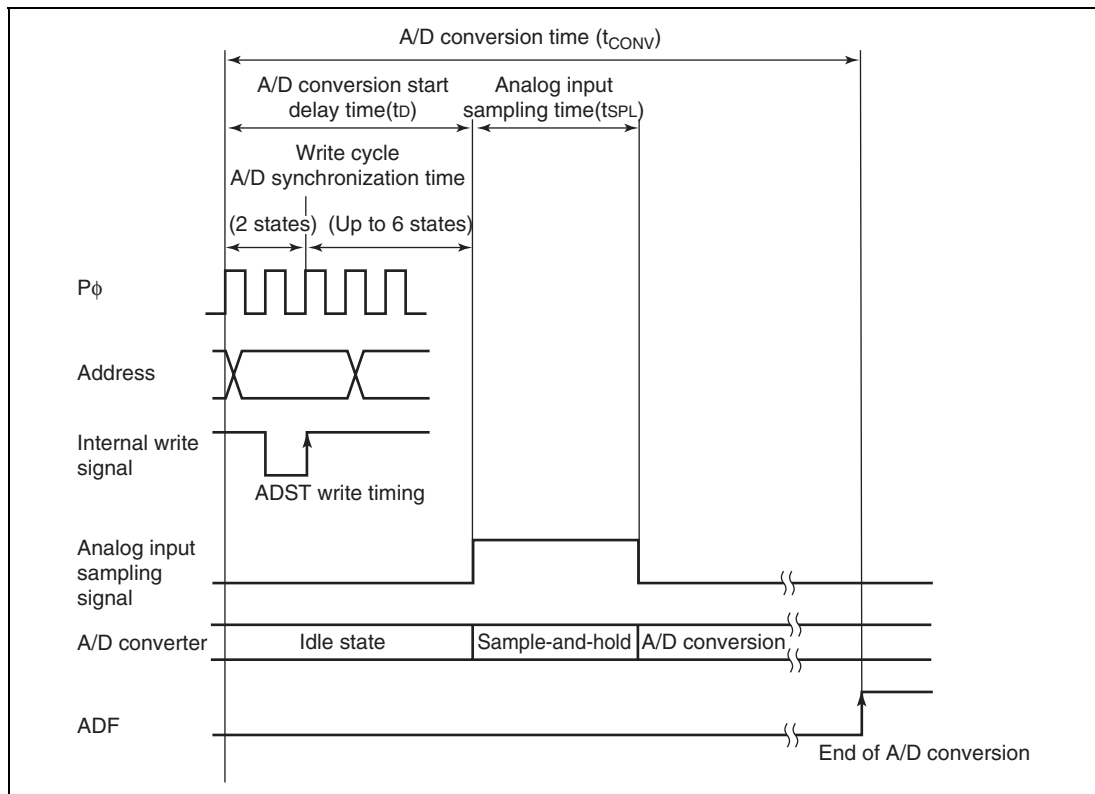 A/D conversion time (tCONV)
A/D conversion start
delay time(tD)
Analog input
sampling time(tSPL)
Write cycle
A/D synchronization time
(2 states)
(Up to 6 states)
Pϕ
Address
Internal write
signal
ADST write timing
Analog input
sampling
signal
A/D converter
Idle state
Sample-and-hold
A/D conversion
ADF
End of A/D conversion